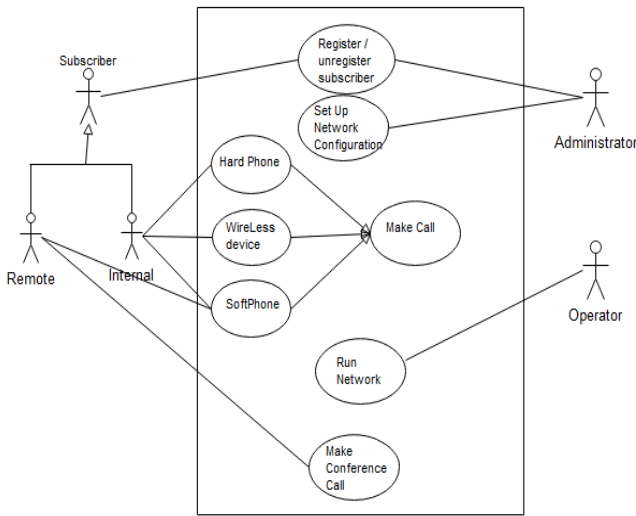 Subscriber
Register /
unregister
subscriber
Set Up
Network
Configuration
Administrator
Hard Phone
WireLess
device
Make Call
SoftPhone
Remote
Internal
Operator
Run
Network
Make
Conference
Call